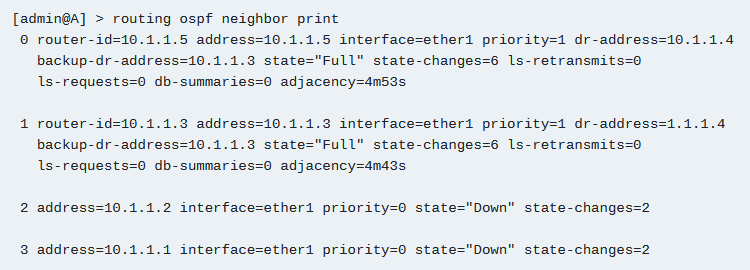 [admin@A] > routing ospf neighbor print
0 router-id=10.1.1.5 address=10.1.1.5 interface=ether1 priority=1 dr-address=10.1.1.4
backup-dr-address=10.1.1.3 state="Full" state-changes=6 ls-retransmits=0
ls-requests=0 db-summaries=0 adjacency=4m53s
1 router-id=10.1.1.3 address=10.1.1.3 interface=ether1 priority=1 dr-address=1.1.1.4
backup-dr-address=10.1.1.3 state="Full" state-changes=6 ls-retransmits=0
ls-requests=0 db-summaries=0 adjacency=4m43s
2 address=10.1.1.2 interface=ether1 priority=0 state="Down" state-changes=2
3 address=10.1.1.1 interface=ether1 priority=0 state="Down" state-changes=2